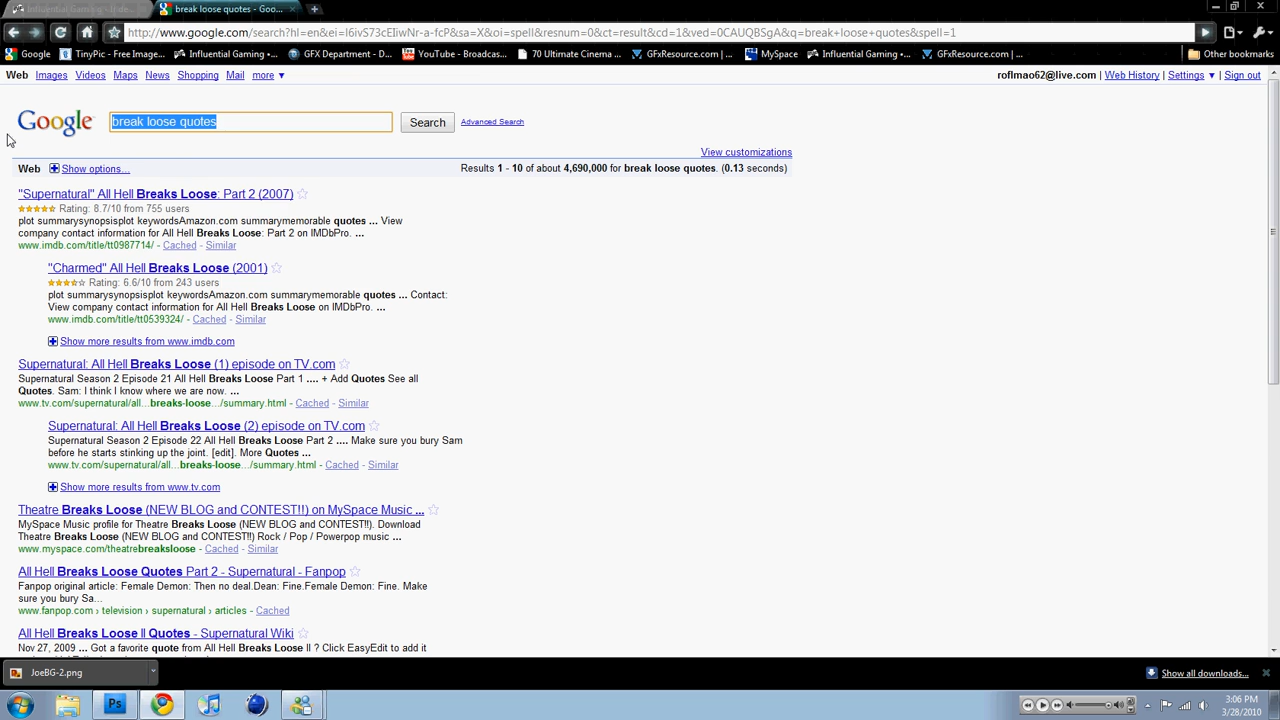 Influential Gaming • Inde...
break loose quotes - Goo...
http://www.google.com/search?hl=en&ei=I6ivS73cEIiwNr-a-fcP&sa=X&oi=spell&resnum=0&ct=result&cd=1&ved=0CAUQBSgA&q=break+loose+quotes&spell=1
Google TinyPic - Free Image... Influential Gaming •... GFX Department - D... YouTube - Broadcast... 70 Ultimate Cinema ... GFxResource.com |... MySpace Influential Gaming •... GFxResource.com |... Other bookmarks
Web Images Videos Maps News Shopping Mail more ▼ roflmao62@live.com | Web History | Settings ▼ | Sign out
Google break loose quotes Search Advanced Search
View customizations
Web Show options... Results 1 - 10 of about 4,690,000 for break loose quotes. (0.13 seconds)
"Supernatural" All Hell Breaks Loose: Part 2 (2007)
Rating: 8.7/10 from 755 users
plot summarysynopsisplot keywordsAmazon.com summarymemorable quotes ... View
company contact information for All Hell Breaks Loose: Part 2 on IMDbPro. ...
www.imdb.com/title/tt0987714/ - Cached - Similar
"Charmed" All Hell Breaks Loose (2001)
Rating: 6.6/10 from 243 users
plot summarysynopsisplot keywordsAmazon.com summarymemorable quotes ... Contact:
View company contact information for All Hell Breaks Loose on IMDbPro. ...
www.imdb.com/title/tt0539324/ - Cached - Similar
Show more results from www.imdb.com
Supernatural: All Hell Breaks Loose (1) episode on TV.com
Supernatural Season 2 Episode 21 All Hell Breaks Loose Part 1 .... + Add Quotes See all
Quotes. Sam: I think I know where we are now. ...
www.tv.com/supernatural/all...breaks-loose.../summary.html - Cached - Similar
Supernatural: All Hell Breaks Loose (2) episode on TV.com
Supernatural Season 2 Episode 22 All Hell Breaks Loose Part 2 .... Make sure you bury Sam
before he starts stinking up the joint. [edit]. More Quotes ...
www.tv.com/supernatural/all...breaks-loose.../summary.html - Cached - Similar
Show more results from www.tv.com
Theatre Breaks Loose (NEW BLOG and CONTEST!!) on MySpace Music ...
MySpace Music profile for Theatre Breaks Loose (NEW BLOG and CONTEST!!). Download
Theatre Breaks Loose (NEW BLOG and CONTEST!!) Rock / Pop / Powerpop music ...
www.myspace.com/theatrebreaksloose - Cached - Similar
All Hell Breaks Loose Quotes Part 2 - Supernatural - Fanpop
Fanpop original article: Female Demon: Then no deal.Dean: Fine.Female Demon: Fine. Make
sure you bury Sa...
www.fanpop.com › television › supernatural › articles - Cached
All Hell Breaks Loose II Quotes - Supernatural Wiki
Nov 27, 2009 ... Got a favorite quote from All Hell Breaks Loose II ? Click EasyEdit to add it
JoeBG-2.png Show all downloads...
Ps
3:06 PM
3/28/2010